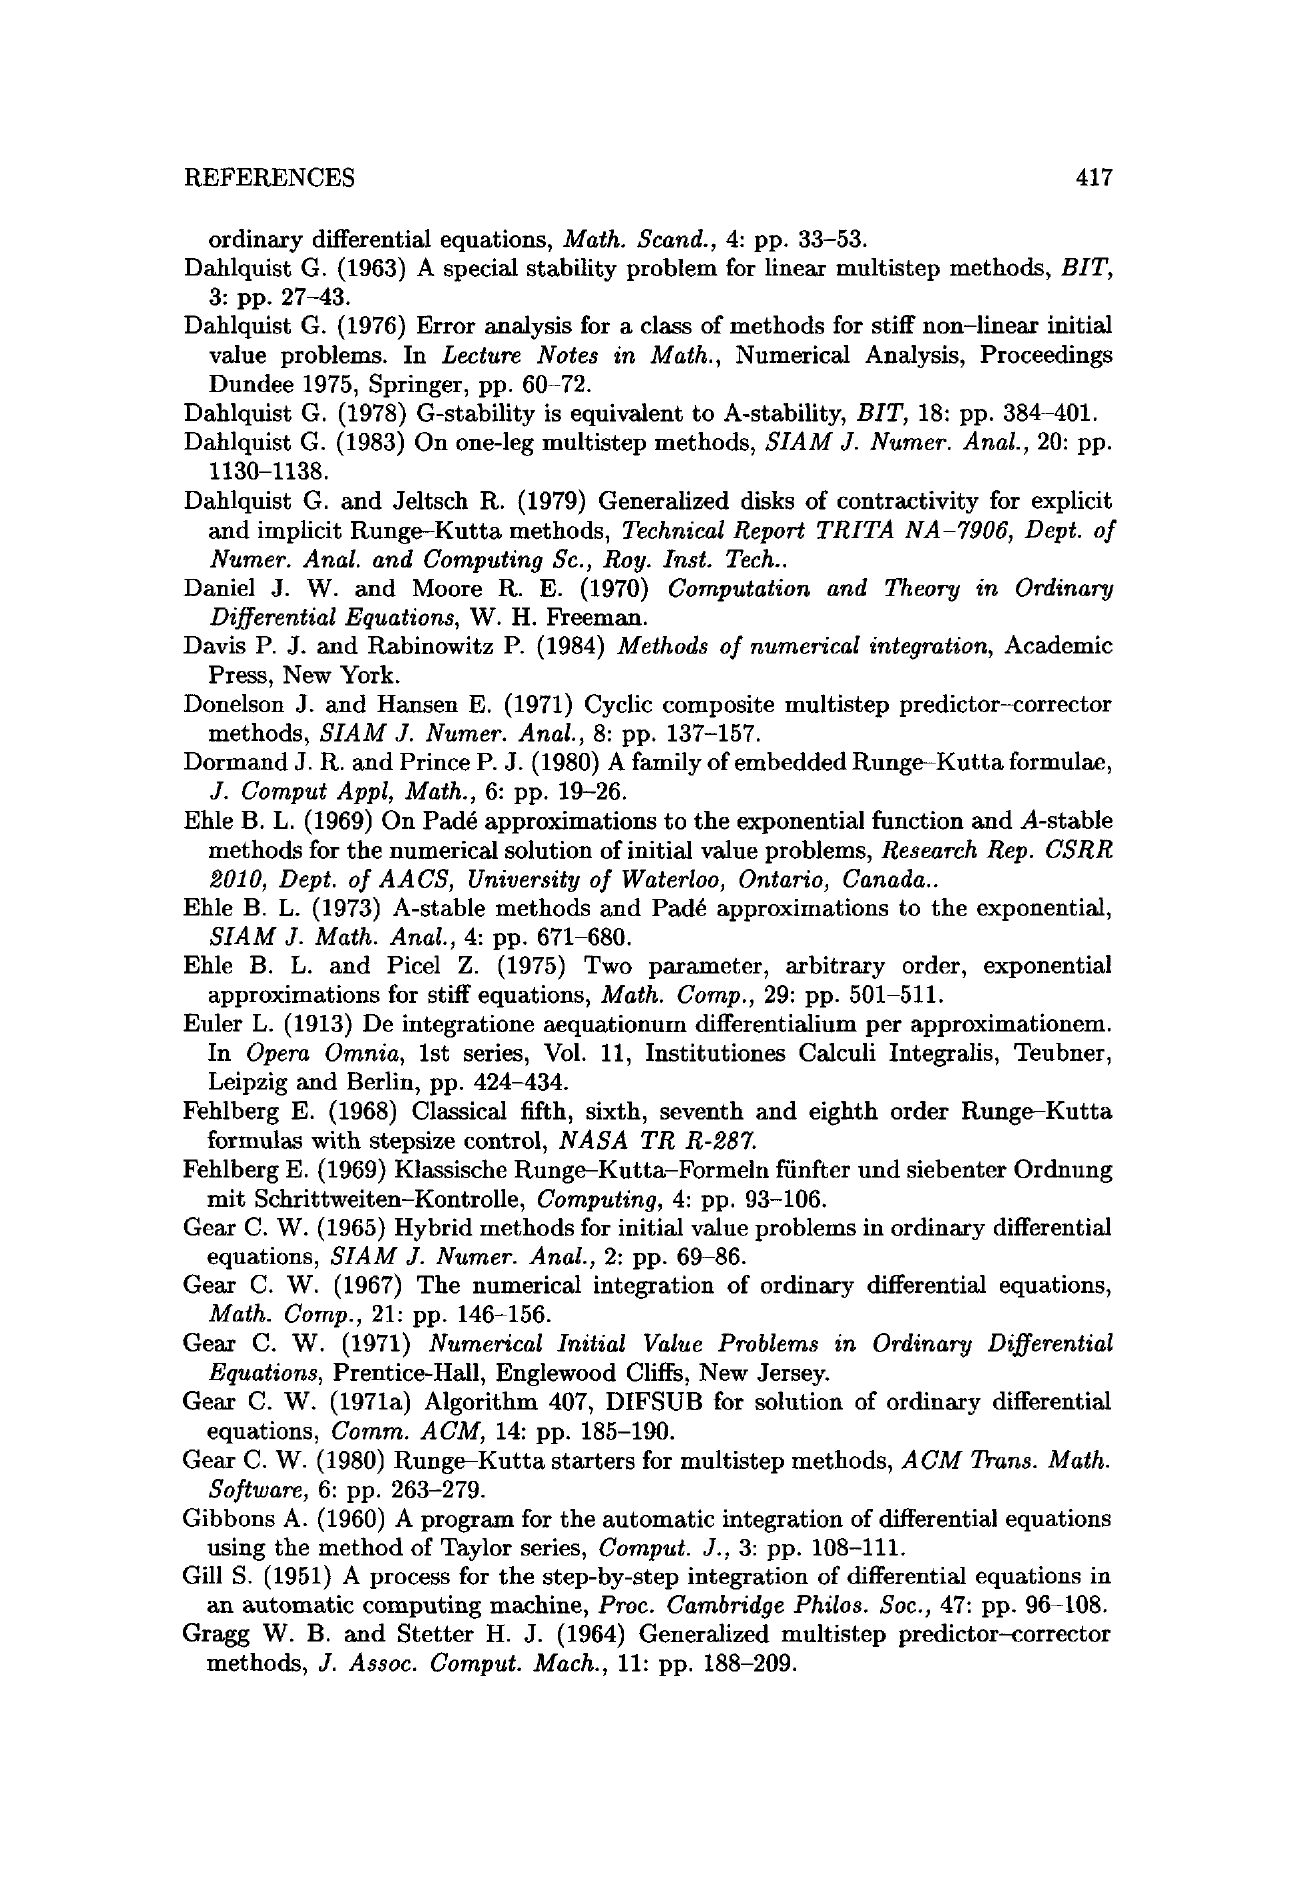 REFERENCES 417
ordinary differential equations, Math. Scand., 4: pp. 33–53.
Dahlquist G. (1963) A special stability problem for linear multistep methods, BIT,
3: pp. 27–43.
Dahlquist G. (1976) Error analysis for a class of methods for stiff non–linear initial
value problems. In Lecture Notes in Math., Numerical Analysis, Proceedings
Dundee 1975, Springer, pp. 60–72.
Dahlquist G. (1978) G-stability is equivalent to A-stability, BIT, 18: pp. 384–401.
Dahlquist G. (1983) On one-leg multistep methods, SIAM J. Numer. Anal., 20: pp.
1130–1138.
Dahlquist G. and Jeltsch R. (1979) Generalized disks of contractivity for explicit
and implicit Runge–Kutta methods, Technical Report TRITA NA–7906, Dept. of
Numer. Anal. and Computing Sc., Roy. Inst. Tech..
Daniel J. W. and Moore R. E. (1970) Computation and Theory in Ordinary
Differential Equations, W. H. Freeman.
Davis P. J. and Rabinowitz P. (1984) Methods of numerical integration, Academic
Press, New York.
Donelson J. and Hansen E. (1971) Cyclic composite multistep predictor–corrector
methods, SIAM J. Numer. Anal., 8: pp. 137–157.
Dormand J. R. and Prince P. J. (1980) A family of embedded Runge–Kutta formulae,
J. Comput Appl, Math., 6: pp. 19–26.
Ehle B. L. (1969) On Padé approximations to the exponential function and A-stable
methods for the numerical solution of initial value problems, Research Rep. CSRR
2010, Dept. of AACS, University of Waterloo, Ontario, Canada..
Ehle B. L. (1973) A-stable methods and Padé approximations to the exponential,
SIAM J. Math. Anal., 4: pp. 671–680.
Ehle B. L. and Picel Z. (1975) Two parameter, arbitrary order, exponential
approximations for stiff equations, Math. Comp., 29: pp. 501–511.
Euler L. (1913) De integratione aequationum differentialium per approximationem.
In Opera Omnia, 1st series, Vol. 11, Institutiones Calculi Integralis, Teubner,
Leipzig and Berlin, pp. 424–434.
Fehlberg E. (1968) Classical fifth, sixth, seventh and eighth order Runge–Kutta
formulas with stepsize control, NASA TR R-287.
Fehlberg E. (1969) Klassische Runge–Kutta–Formeln fünfter und siebenter Ordnung
mit Schrittweiten–Kontrolle, Computing, 4: pp. 93–106.
Gear C. W. (1965) Hybrid methods for initial value problems in ordinary differential
equations, SIAM J. Numer. Anal., 2: pp. 69–86.
Gear C. W. (1967) The numerical integration of ordinary differential equations,
Math. Comp., 21: pp. 146–156.
Gear C. W. (1971) Numerical Initial Value Problems in Ordinary Differential
Equations, Prentice-Hall, Englewood Cliffs, New Jersey.
Gear C. W. (1971a) Algorithm 407, DIFSUB for solution of ordinary differential
equations, Comm. ACM, 14: pp. 185–190.
Gear C. W. (1980) Runge–Kutta starters for multistep methods, ACM Trans. Math.
Software, 6: pp. 263–279.
Gibbons A. (1960) A program for the automatic integration of differential equations
using the method of Taylor series, Comput. J., 3: pp. 108–111.
Gill S. (1951) A process for the step-by-step integration of differential equations in
an automatic computing machine, Proc. Cambridge Philos. Soc., 47: pp. 96–108.
Gragg W. B. and Stetter H. J. (1964) Generalized multistep predictor–corrector
methods, J. Assoc. Comput. Mach., 11: pp. 188–209.